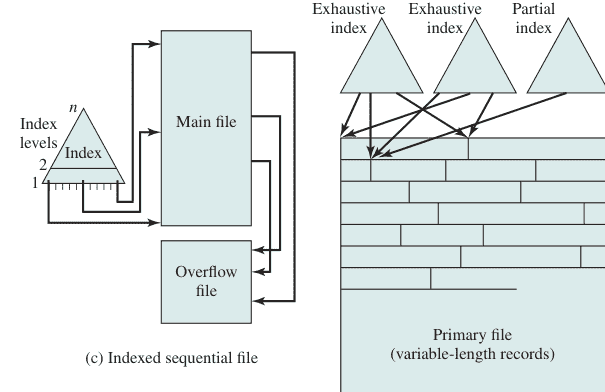 n
Index
levels
Index
2
1
Main file
Overflow
file
(c) Indexed sequential file
Exhaustive
index
Exhaustive
index
Partial
index
Primary file
(variable-length records)